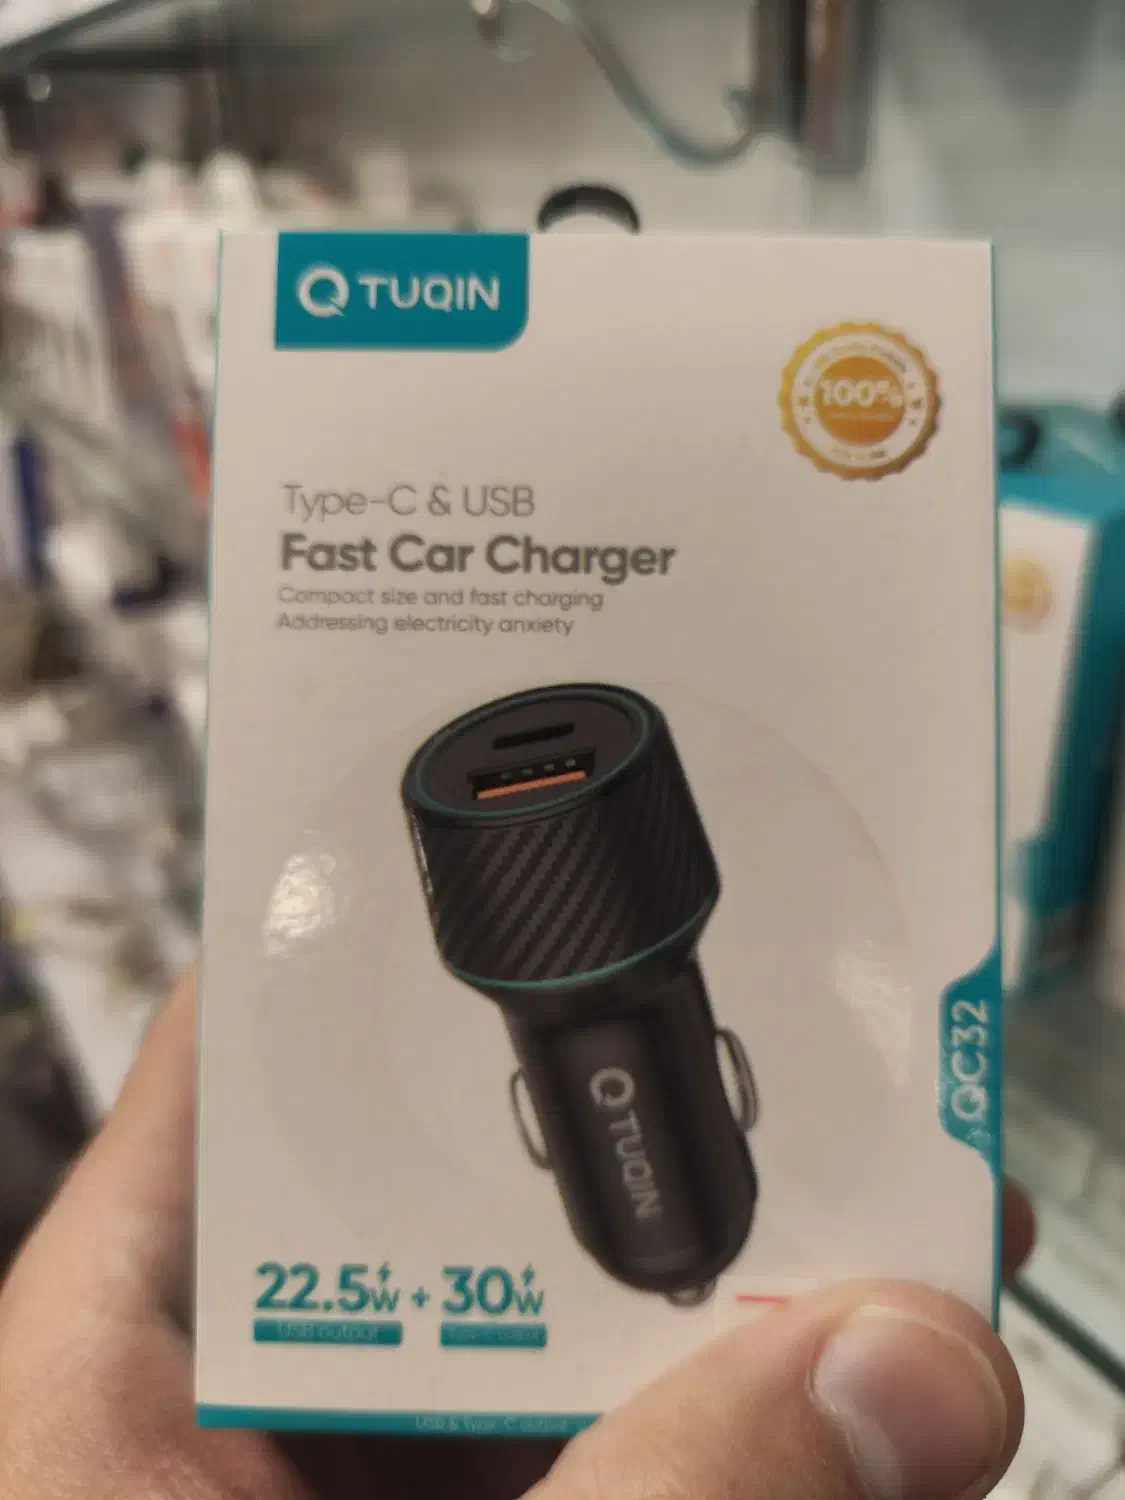 TUQIN
100%
Type-C & USB
Fast Car Charger
Compact size and fast charging
Addressing electricity anxiety
TUQIN
QC32
22.5W + 30W
USB output